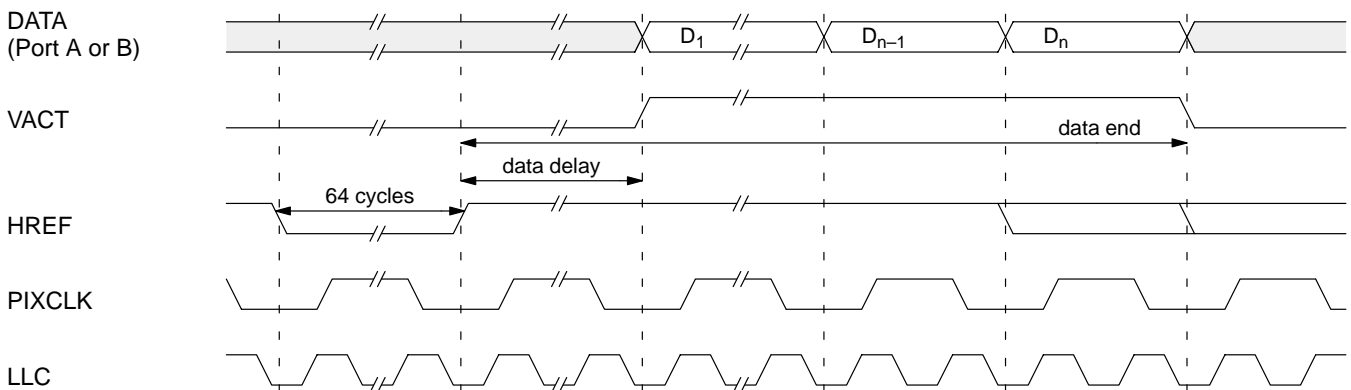 DATA
(Port A or B)
D1
Dn–1
Dn
VACT
data end
data delay
64 cycles
HREF
PIXCLK
LLC